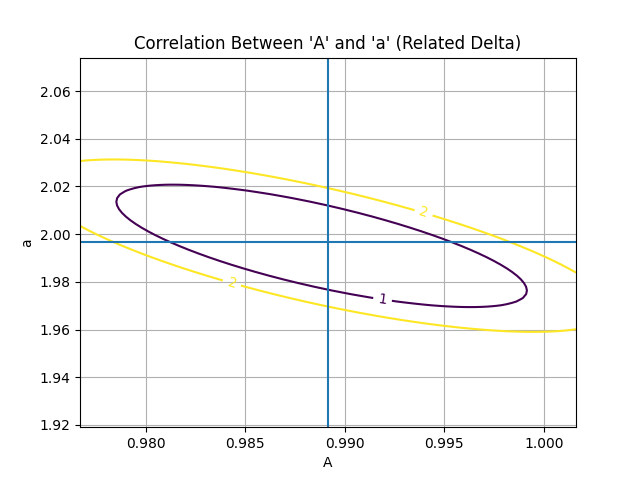 Correlation Between 'A' and 'a' (Related Delta)
2.06
2.04
2.02
2.00
1.98
1.96
1.94
1.92
a
2
2
1
0.980 0.985 0.990 0.995 1.000
A